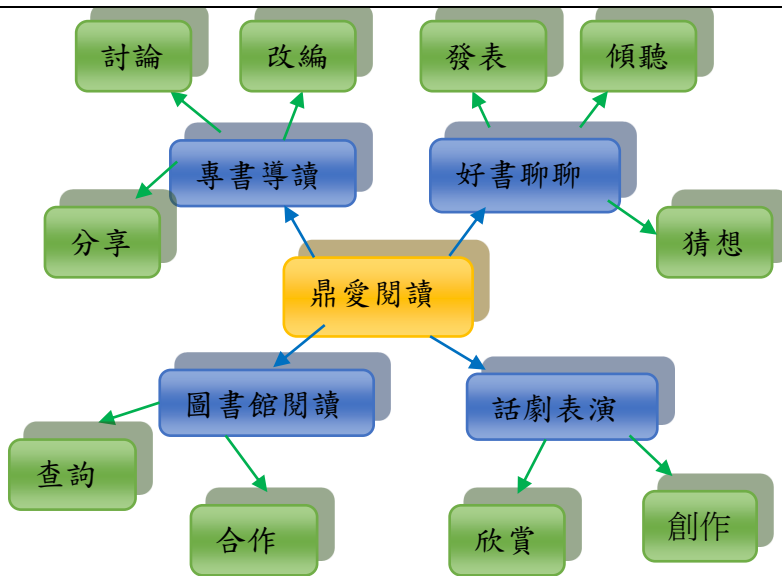 討論
改編
發表
傾聽
專書導讀
好書聊聊
分享
猜想
鼎愛閱讀
圖書館閱讀
話劇表演
查詢
合作
欣賞
創作